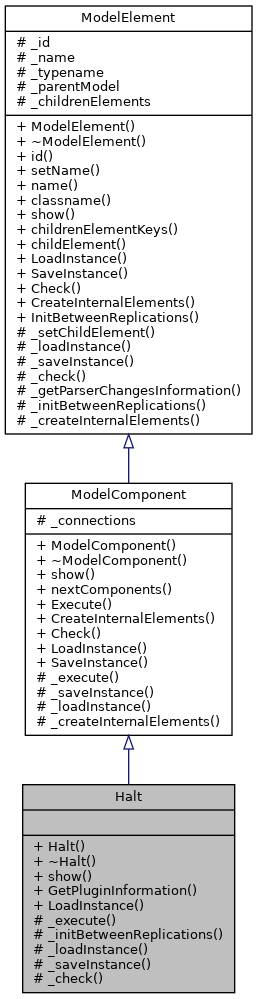 ModelElement
# _id
# _name
# _typename
# _parentModel
# _childrenElements
+ ModelElement()
+ ~ModelElement()
+ id()
+ setName()
+ name()
+ classname()
+ show()
+ childrenElementKeys()
+ childElement()
+ LoadInstance()
+ SaveInstance()
+ Check()
+ CreateInternalElements()
+ InitBetweenReplications()
# _setChildElement()
# _loadInstance()
# _saveInstance()
# _check()
# _getParserChangesInformation()
# _initBetweenReplications()
# _createInternalElements()
ModelComponent
# _connections
+ ModelComponent()
+ ~ModelComponent()
+ show()
+ nextComponents()
+ Execute()
+ CreateInternalElements()
+ Check()
+ LoadInstance()
+ SaveInstance()
# _execute()
# _saveInstance()
# _loadInstance()
# _createInternalElements()
Halt
+ Halt()
+ ~Halt()
+ show()
+ GetPluginInformation()
+ LoadInstance()
# _execute()
# _initBetweenReplications()
# _loadInstance()
# _saveInstance()
# _check()